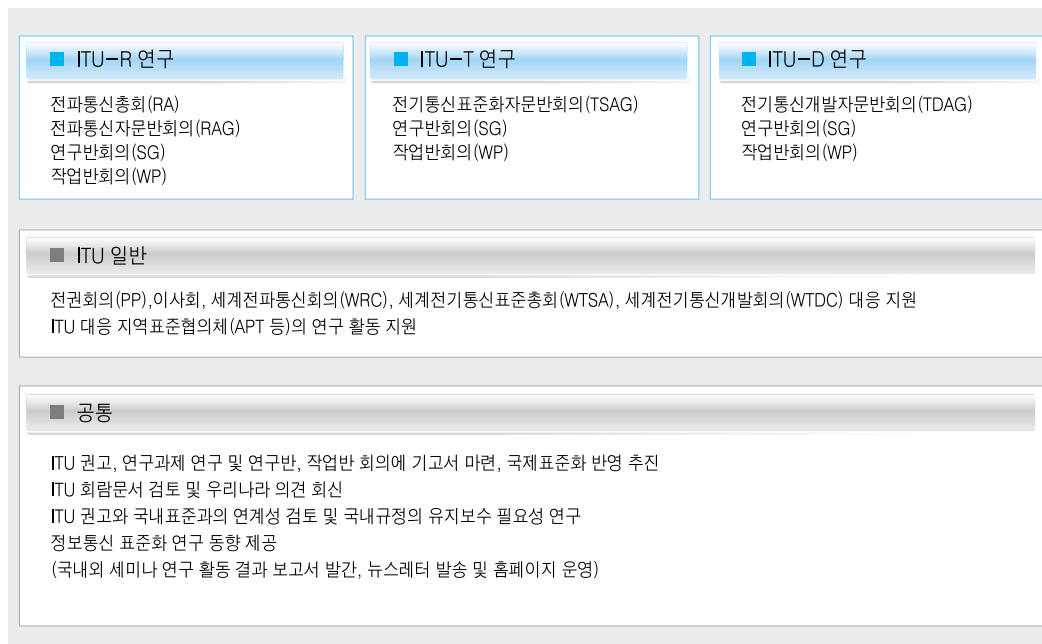 ■ ITU-R 연구
전파통신총회(RA)
전파통신자문반회의(RAG)
연구반회의(SG)
작업반회의(WP)
■ ITU-T 연구
전기통신표준화자문반회의(TSAG)
연구반회의(SG)
작업반회의(WP)
■ ITU-D 연구
전기통신개발자문반회의(TDAG)
연구반회의(SG)
작업반회의(WP)
■ ITU 일반
전권회의(PP),이사회, 세계전파통신회의(WRC), 세계전기통신표준총회(WTSA), 세계전기통신개발회의(WTDC) 대응 지원
ITU 대응 지역표준협의체(APT 등)의 연구 활동 지원
■ 공통
ITU 권고, 연구과제 연구 및 연구반, 작업반 회의에 기고서 마련, 국제표준화 반영 추진
ITU 회람문서 검토 및 우리나라 의견 회신
ITU 권고와 국내표준과의 연계성 검토 및 국내규정의 유지보수 필요성 연구
정보통신 표준화 연구 동향 제공
(국내외 세미나 연구 활동 결과 보고서 발간, 뉴스레터 발송 및 홈페이지 운영)